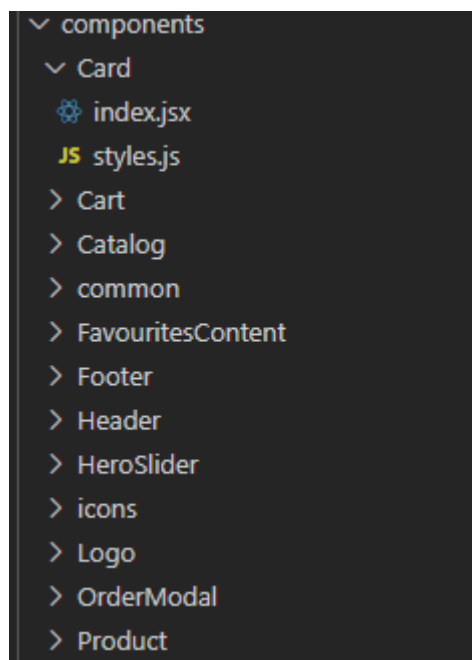 components
Card
index.jsx
JS styles.js
Cart
Catalog
common
FavouritesContent
Footer
Header
HeroSlider
icons
Logo
OrderModal
Product